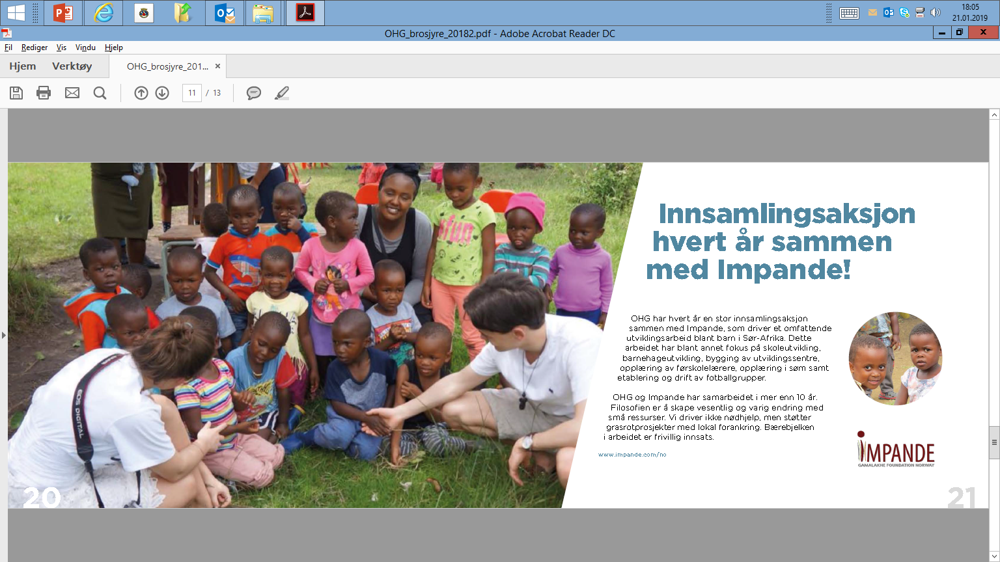 18:05
21.01.2019
OHG_brosjyre_20182.pdf - Adobe Acrobat Reader DC
Fil Rediger Vis Vindu Hjelp
Hjem Verktøy OHG_brosjyre_201... ×
11 / 13
Innsamlingsaksjon
hvert år sammen
med Impande!
OHG har hvert år en stor innsamlingsaksjon
sammen med Impande, som driver et omfattende
utviklingsarbeid blant barn i Sør-Afrika. Dette
arbeidet har blant annet fokus på skoleutvikling,
barnehageutvikling, bygging av utviklingssentre,
opplæring av førskolelærere, opplæring i søm samt
etablering og drift av fotballgrupper.
OHG og Impande har samarbeidet i mer enn 10 år.
Filosofien er å skape vesentlig og varig endring med
små ressurser. Vi driver ikke nødhjelp, men støtter
grasrotprosjekter med lokal forankring. Bærebjelken
i arbeidet er frivillig innsats.
www.impande.com/no
IMPANDE
GAMALAKHE FOUNDATION NORWAY
EOS DIGITAL
fun
20
21